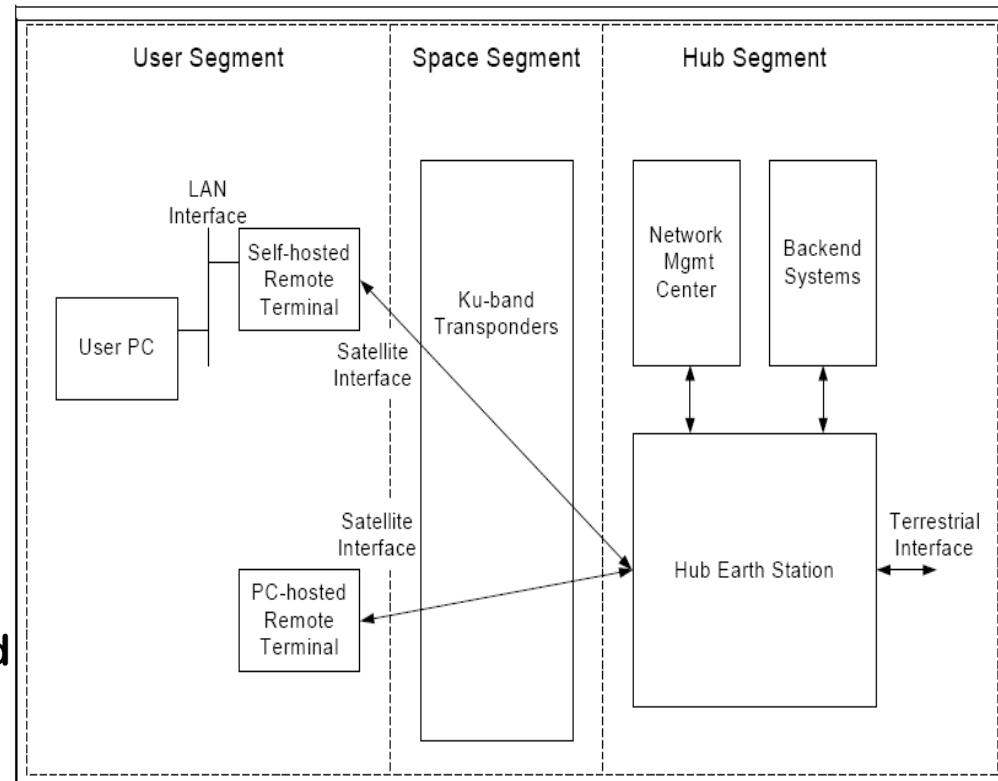 User Segment
Space Segment
Hub Segment
LAN
Interface
Self-hosted
Remote
Terminal
User PC
Satellite
Interface
Ku-band
Transponders
Network
Mgmt
Center
Backend
Systems
Satellite
Interface
PC-hosted
Remote
Terminal
Hub Earth Station
Terrestrial
Interface